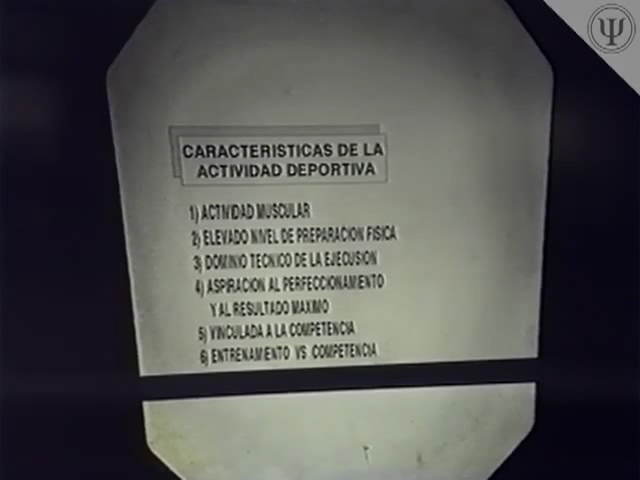 CARACTERISTICAS DE LA
ACTIVIDAD DEPORTIVA
1) ACTIVIDAD MUSCULAR
2) ELEVADO NIVEL DE PREPARACION FISICA
3) DOMINIO TECNICO DE LA EJECUSION
4) ASPIRACION AL PERFECCIONAMIENTO
Y AL RESULTADO MAXIMO
5) VINCULADA A LA COMPETENCIA
6) ENTRENAMIENTO VS COMPETENCIA
Ψ